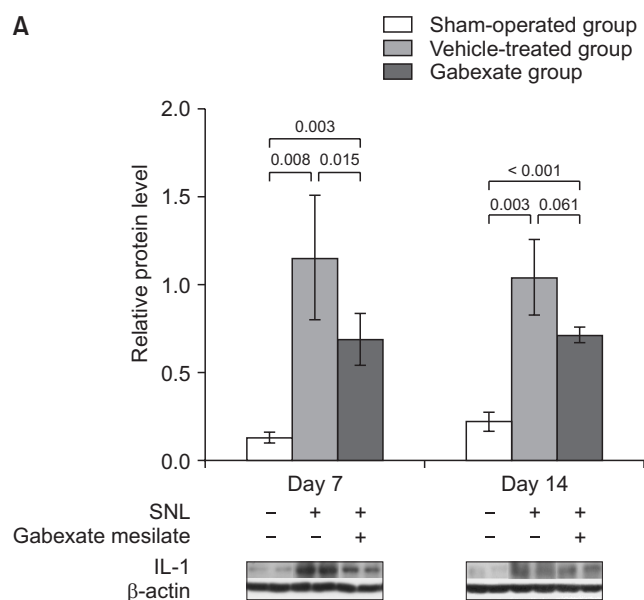 A
Sham-operated group
Vehicle-treated group
Gabexate group
Relative protein level
2.0
1.5
1.0
0.5
0.0
0.003
0.008 0.015
< 0.001
0.003 0.061
Day 7 Day 14
SNL − + + − + +
Gabexate mesilate − − + − − +
IL-1
β-actin